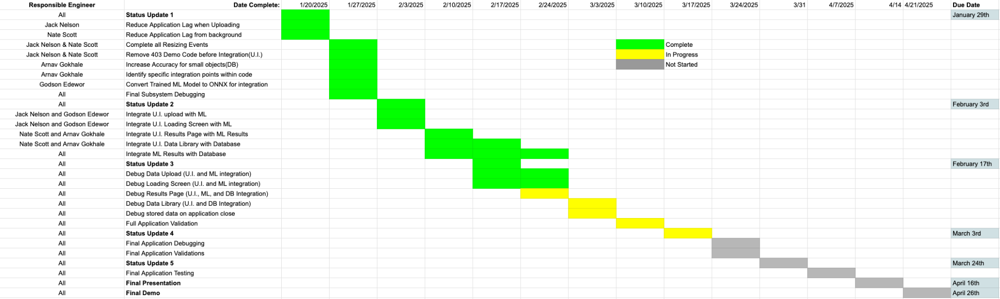 Responsible Engineer Date Complete: 1/20/2025 1/27/2025 2/3/2025 2/10/2025 2/17/2025 2/24/2025 3/3/2025 3/10/2025 3/17/2025 3/24/2025 3/31 4/7/2025 4/14 4/21/2025 Due Date
All Status Update 1 January 29th
Jack Nelson Reduce Application Lag when Uploading
Nate Scott Reduce Application Lag from background
Jack Nelson & Nate Scott Complete all Resizing Events Complete
Jack Nelson & Nate Scott Remove 403 Demo Code before Integration(U.I.) In Progress
Arnav Gokhale Increase Accuracy for small objects(DB) Not Started
Arnav Gokhale Identify specific integration points within code
Godson Edewor Convert Trained ML Model to ONNX for integration
All Final Subsystem Debugging
All Status Update 2 February 3rd
Jack Nelson and Godson Edewor Integrate U.I. upload with ML
Jack Nelson and Godson Edewor Integrate U.I. Loading Screen with ML
Nate Scott and Arnav Gokhale Integrate U.I. Results Page with ML Results
Nate Scott and Arnav Gokhale Integrate U.I. Data Library with Database
All Integrate ML Results with Database
All Status Update 3 February 17th
All Debug Data Upload (U.I. and ML integration)
All Debug Loading Screen (U.I. and ML integration)
All Debug Results Page (U.I., ML, and DB Integration)
All Debug Data Library (U.I. and DB Integration)
All Debug stored data on application close
All Full Application Validation
All Status Update 4 March 3rd
All Final Application Debugging
All Final Application Validations
All Status Update 5 March 24th
All Final Application Testing
All Final Presentation April 16th
All Final Demo April 26th